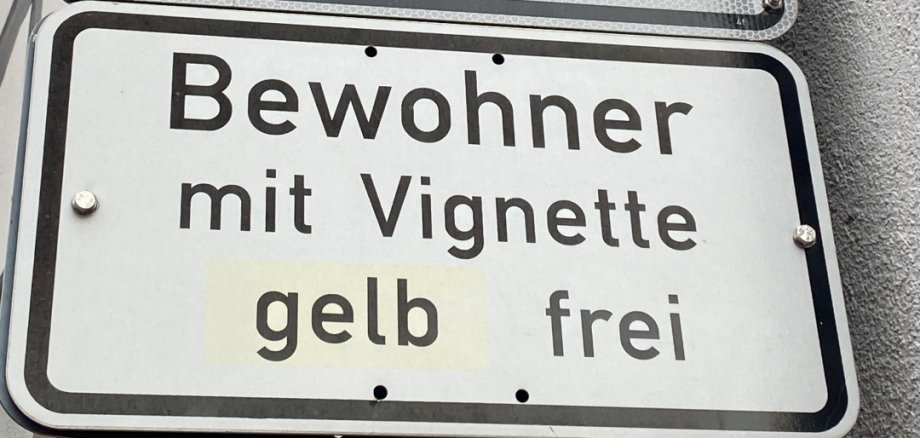 Bewohner
mit Vignette
gelb frei